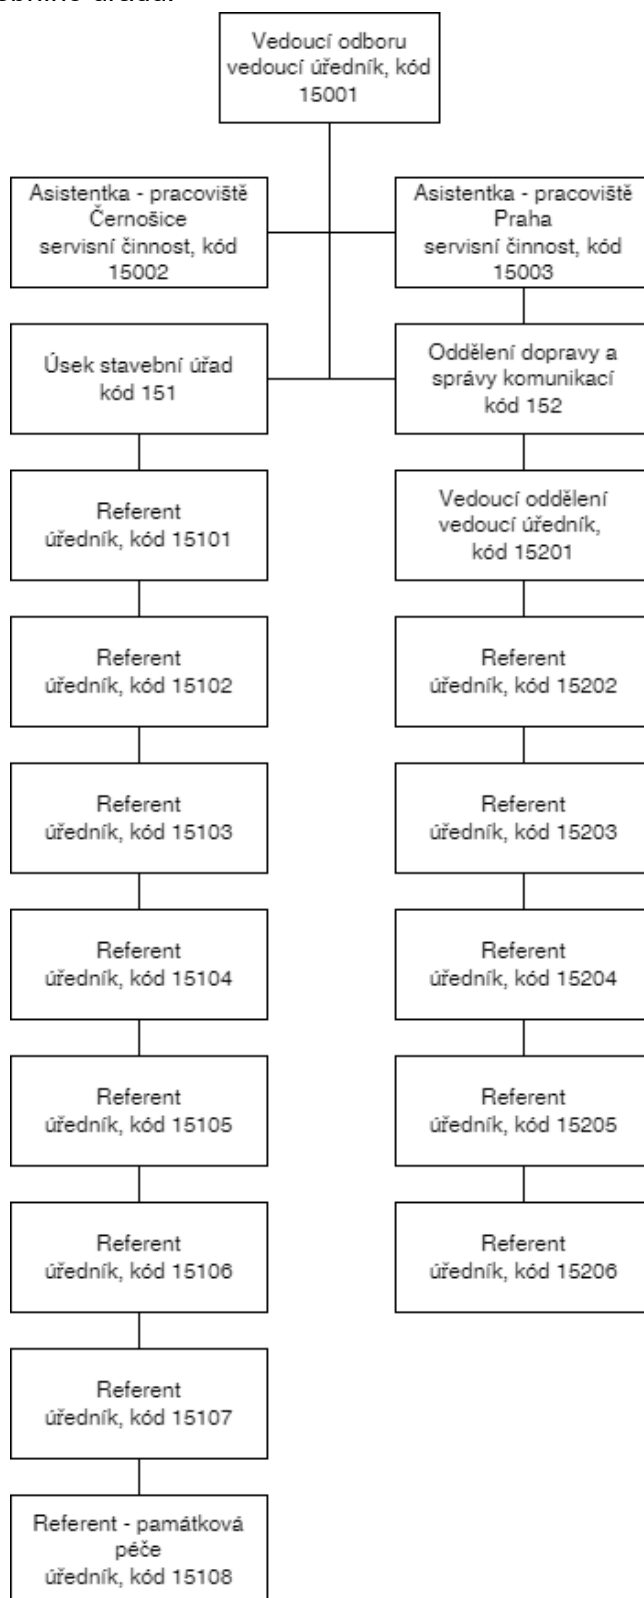 Vedoucí odboru
vedoucí úředník, kód
15001
Asistentka - pracoviště
Černošice
servisní činnost, kód
15002
Asistentka - pracoviště
Praha
servisní činnost, kód
15003
Úsek stavební úřad
kód 151
Oddělení dopravy a
správy komunikací
kód 152
Referent
úředník, kód 15101
Vedoucí oddělení
vedoucí úředník,
kód 15201
Referent
úředník, kód 15102
Referent
úředník, kód 15202
Referent
úředník, kód 15103
Referent
úředník, kód 15203
Referent
úředník, kód 15104
Referent
úředník, kód 15204
Referent
úředník, kód 15105
Referent
úředník, kód 15205
Referent
úředník, kód 15106
Referent
úředník, kód 15206
Referent
úředník, kód 15107
Referent - památková
péče
úředník, kód 15108